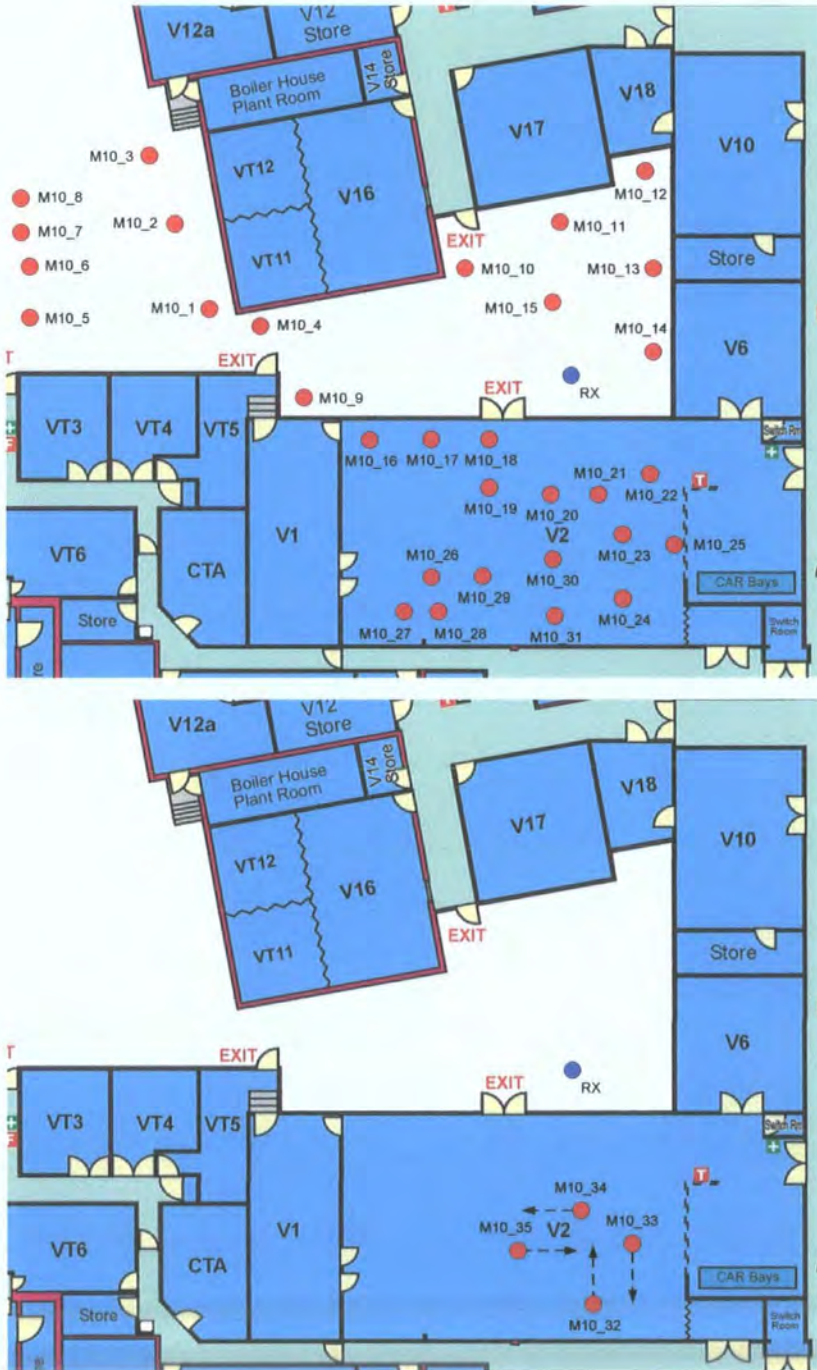 V12a
V12
Store
Boiler House
Plant Room
V14
Store
V17
V18
V10
M10_3
VT12
V16
M10_8
M10_2
M10_7
M10_6
VT11
EXIT
M10_12
M10_11
M10_10
M10_13
Store
M10_5
M10_1
M10_4
M10_15
M10_14
V6
T
EXIT
EXIT
RX
M10_9
VT3
VT4
VT5
F
Switch Rm
M10_16
M10_17
M10_18
M10_21
M10_22
T
M10_19
M10_20
V1
V2
M10_23
M10_25
VT6
CTA
M10_26
M10_30
M10_29
CAR Bays
Store
M10_27
M10_28
M10_31
M10_24
Switch
Room
V12a
V12
Store
Boiler House
Plant Room
V14
Store
V17
V18
V10
VT12
V16
VT11
EXIT
Store
V6
T
EXIT
EXIT
RX
VT3
VT4
VT5
F
Switch Rm
T
M10_34
M10_35
V2
M10_33
V1
VT6
CTA
CAR Bays
Store
M10_32
Switch
Room